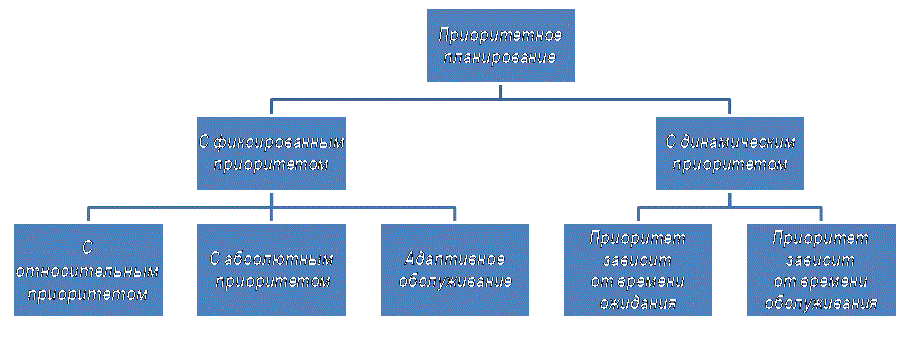 Приоритетное
планирование
С фиксированным
приоритетом
С динамическим
приоритетом
С
относительным
приоритетом
С абсолютным
приоритетом
Адаптивное
обслуживание
Приоритет
зависит
от времени
ожидания
Приоритет
зависит
от времени
обслуживания